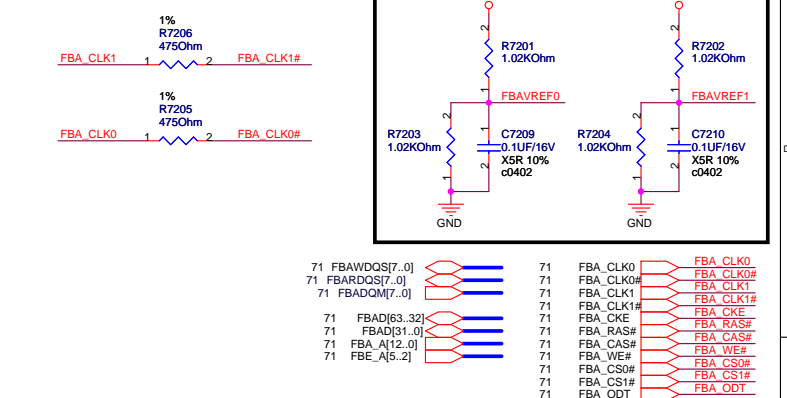 1%
R7206
475Ohm
FBA_CLK1 1 2 FBA_CLK1#
1%
R7205
475Ohm
FBA_CLK0 1 2 FBA_CLK0#
2
R7201
1.02KOhm
1
FBAVREF0
2
R7203
1.02KOhm
1
1
C7209
0.1UF/16V
X5R 10%
c0402
2
GND
2
R7202
1.02KOhm
1
FBAVREF1
2
R7204
1.02KOhm
1
1
C7210
0.1UF/16V
X5R 10%
c0402
2
GND
71 FBAWDQS[7..0]
71 FBARDQS[7..0]
71 FBADQM[7..0]
71 FBAD[63..32]
71 FBAD[31..0]
71 FBA_A[12..0]
71 FBE_A[5..2]
71 FBA_CLK0 FBA_CLK0
71 FBA_CLK0# FBA_CLK0#
71 FBA_CLK1 FBA_CLK1
71 FBA_CLK1# FBA_CLK1#
71 FBA_CKE FBA_CKE
71 FBA_RAS# FBA_RAS#
71 FBA_CAS# FBA_CAS#
71 FBA_WE# FBA_WE#
71 FBA_CS0# FBA_CS0#
71 FBA_CS1# FBA_CS1#
71 FBA_ODT FBA_ODT